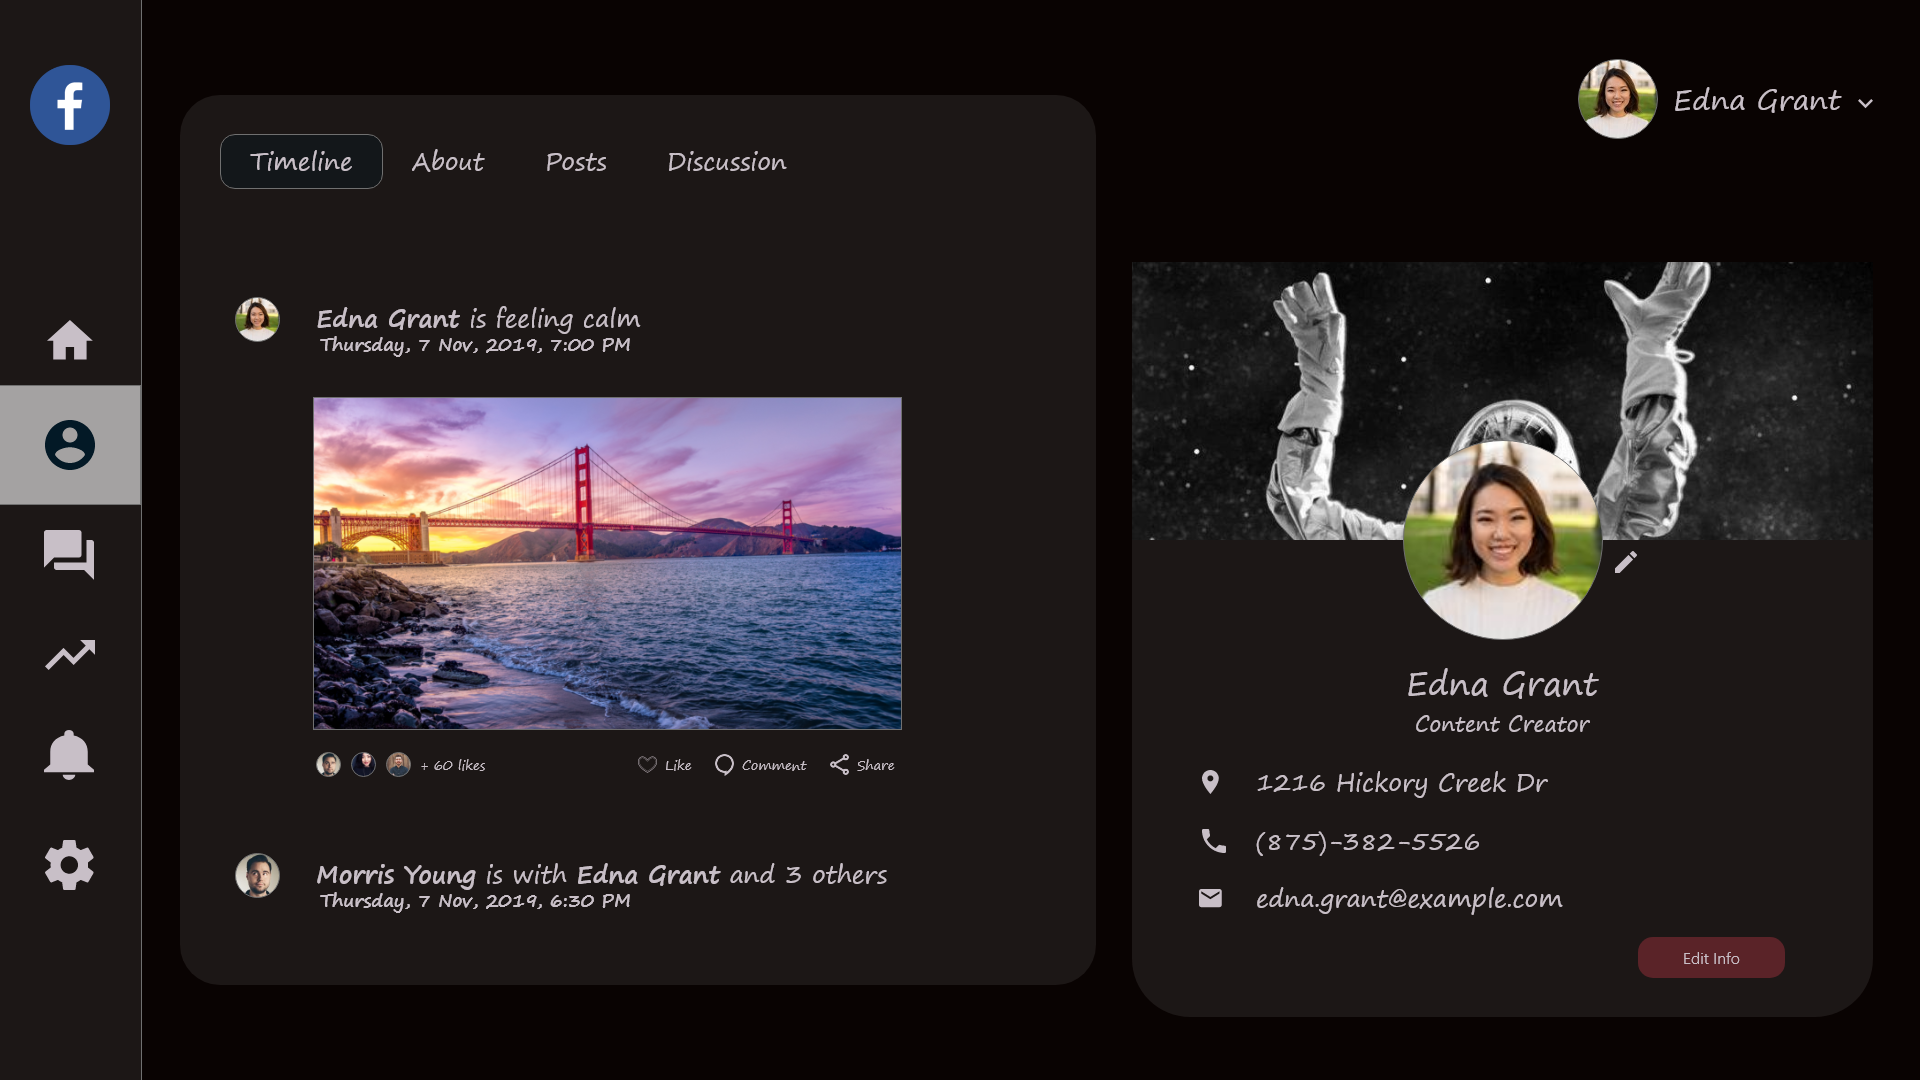 f
Edna Grant
Timeline
About
Posts
Discussion
Edna Grant is feeling calm
Thursday, 7 Nov, 2019, 7:00 PM
+ 60 likes
Like
Comment
Share
Morris Young is with Edna Grant and 3 others
Thursday, 7 Nov, 2019, 6:30 PM
Edna Grant
Content Creator
1216 Hickory Creek Dr
(875)-382-5526
edna.grant@example.com
Edit Info